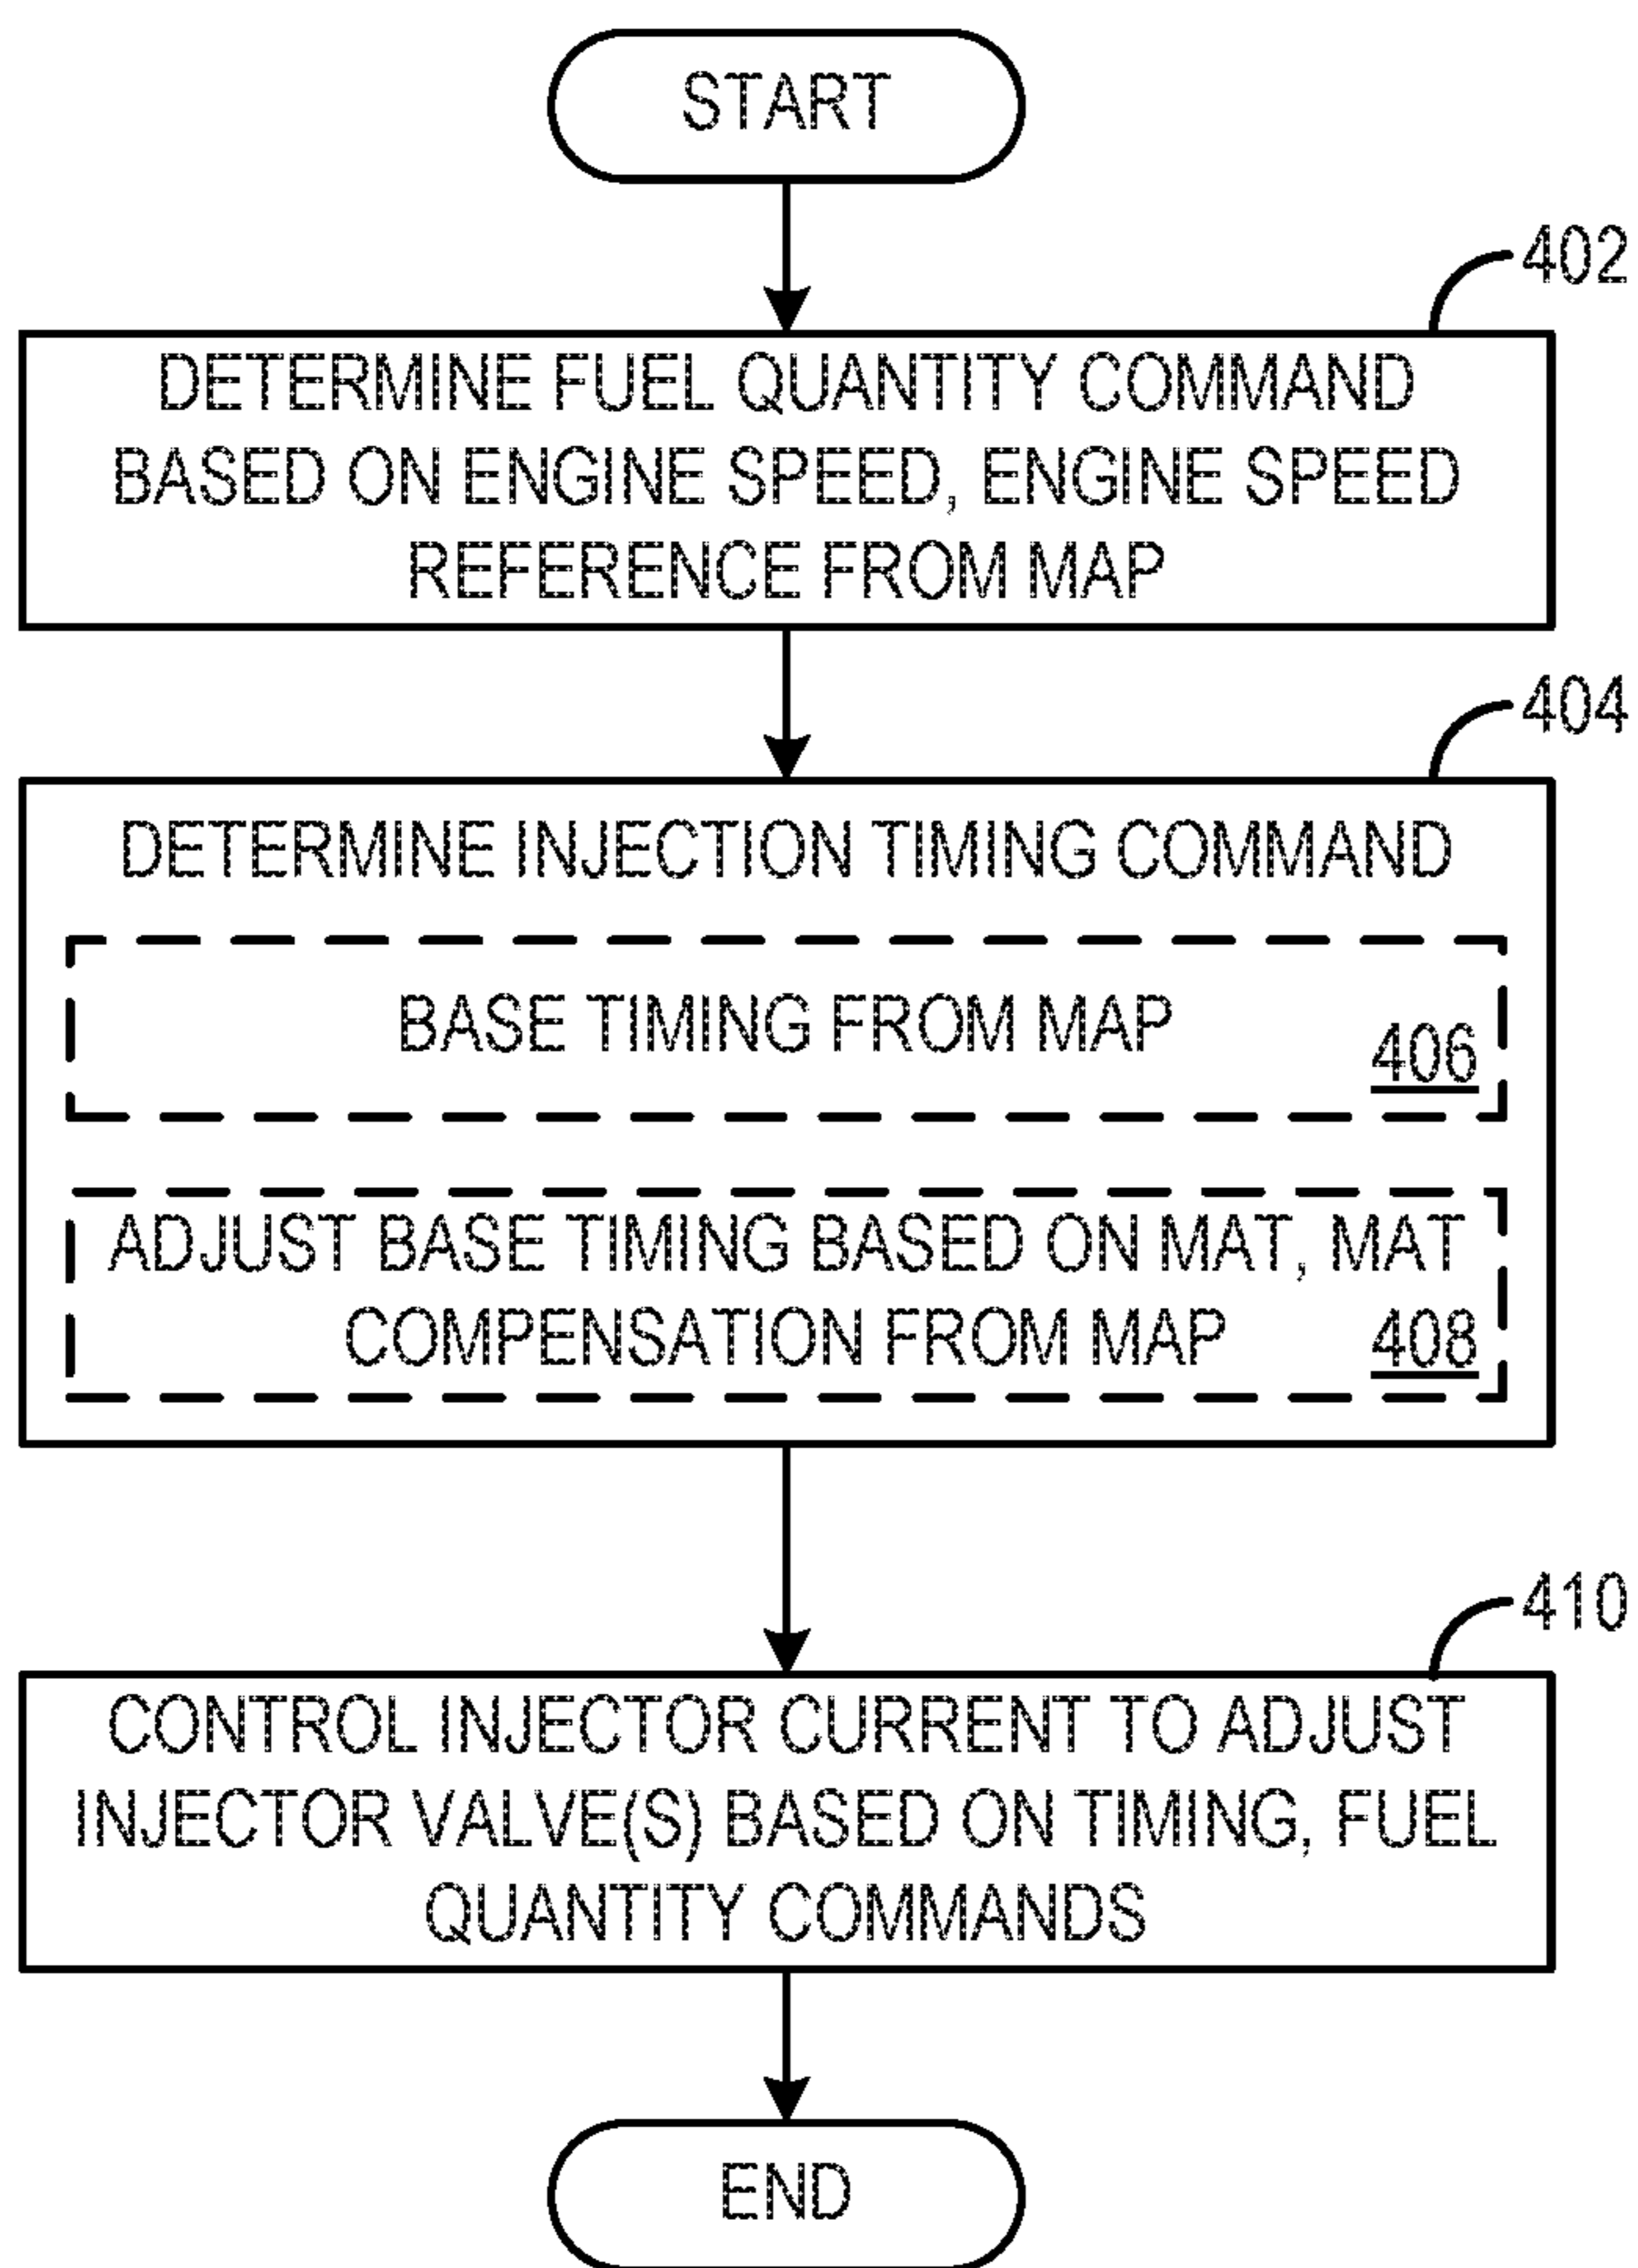 START
402
DETERMINE FUEL QUANTITY COMMAND
BASED ON ENGINE SPEED, ENGINE SPEED
REFERENCE FROM MAP
404
DETERMINE INJECTION TIMING COMMAND
BASE TIMING FROM MAP
406
ADJUST BASE TIMING BASED ON MAT, MAT
COMPENSATION FROM MAP
408
410
CONTROL INJECTOR CURRENT TO ADJUST
INJECTOR VALVE(S) BASED ON TIMING, FUEL
QUANTITY COMMANDS
END